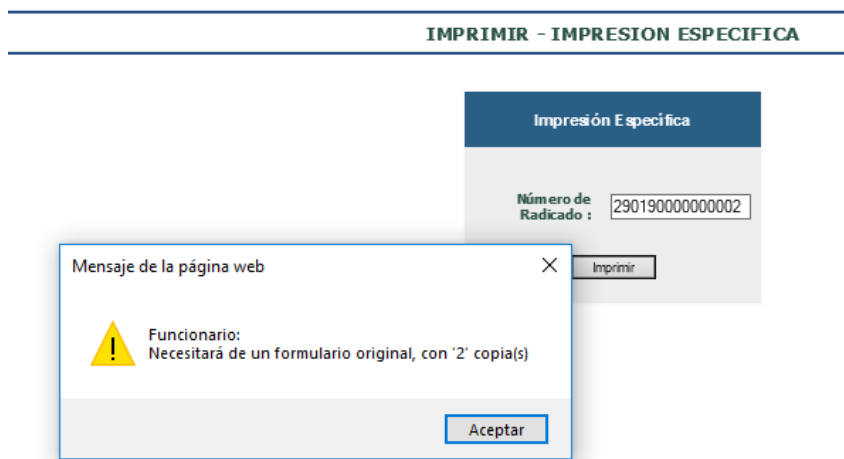 IMPRIMIR - IMPRESION ESPECIFICA
Impresión Específica
Número de
Radicado :
290190000000002
Imprimir
Mensaje de la página web
Funcionario:
Necesitará de un formulario original, con '2' copia(s)
Aceptar